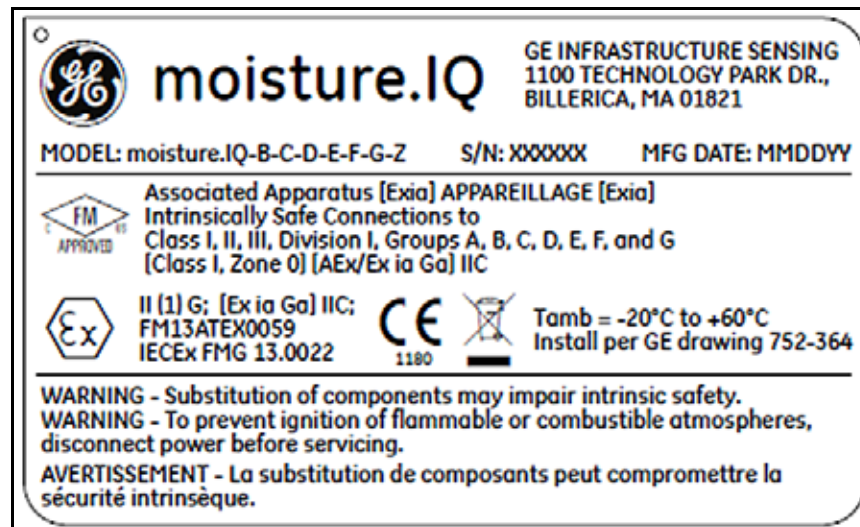 GE
moisture.IQ
GE INFRASTRUCTURE SENSING
1100 TECHNOLOGY PARK DR.,
BILLERICA, MA 01821
MODEL: moisture.IQ-B-C-D-E-F-G-Z S/N: XXXXXX MFG DATE: MMDDYY
FM
C US
APPROVED
Associated Apparatus [Exia] APPAREILLAGE [Exia]
Intrinsically Safe Connections to
Class I, II, III, Division I, Groups A, B, C, D, E, F, and G
[Class I, Zone 0] [AEx/Ex ia Ga] IIC
Ex
II (1) G; [Ex ia Ga] IIC;
FM13ATEX0059
IECEx FMG 13.0022
CE
1180
Tamb = -20°C to +60°C
Install per GE drawing 752-364
WARNING - Substitution of components may impair intrinsic safety.
WARNING - To prevent ignition of flammable or combustible atmospheres,
disconnect power before servicing.
AVERTISSEMENT - La substitution de composants peut compromettre la
sécurité intrinsèque.